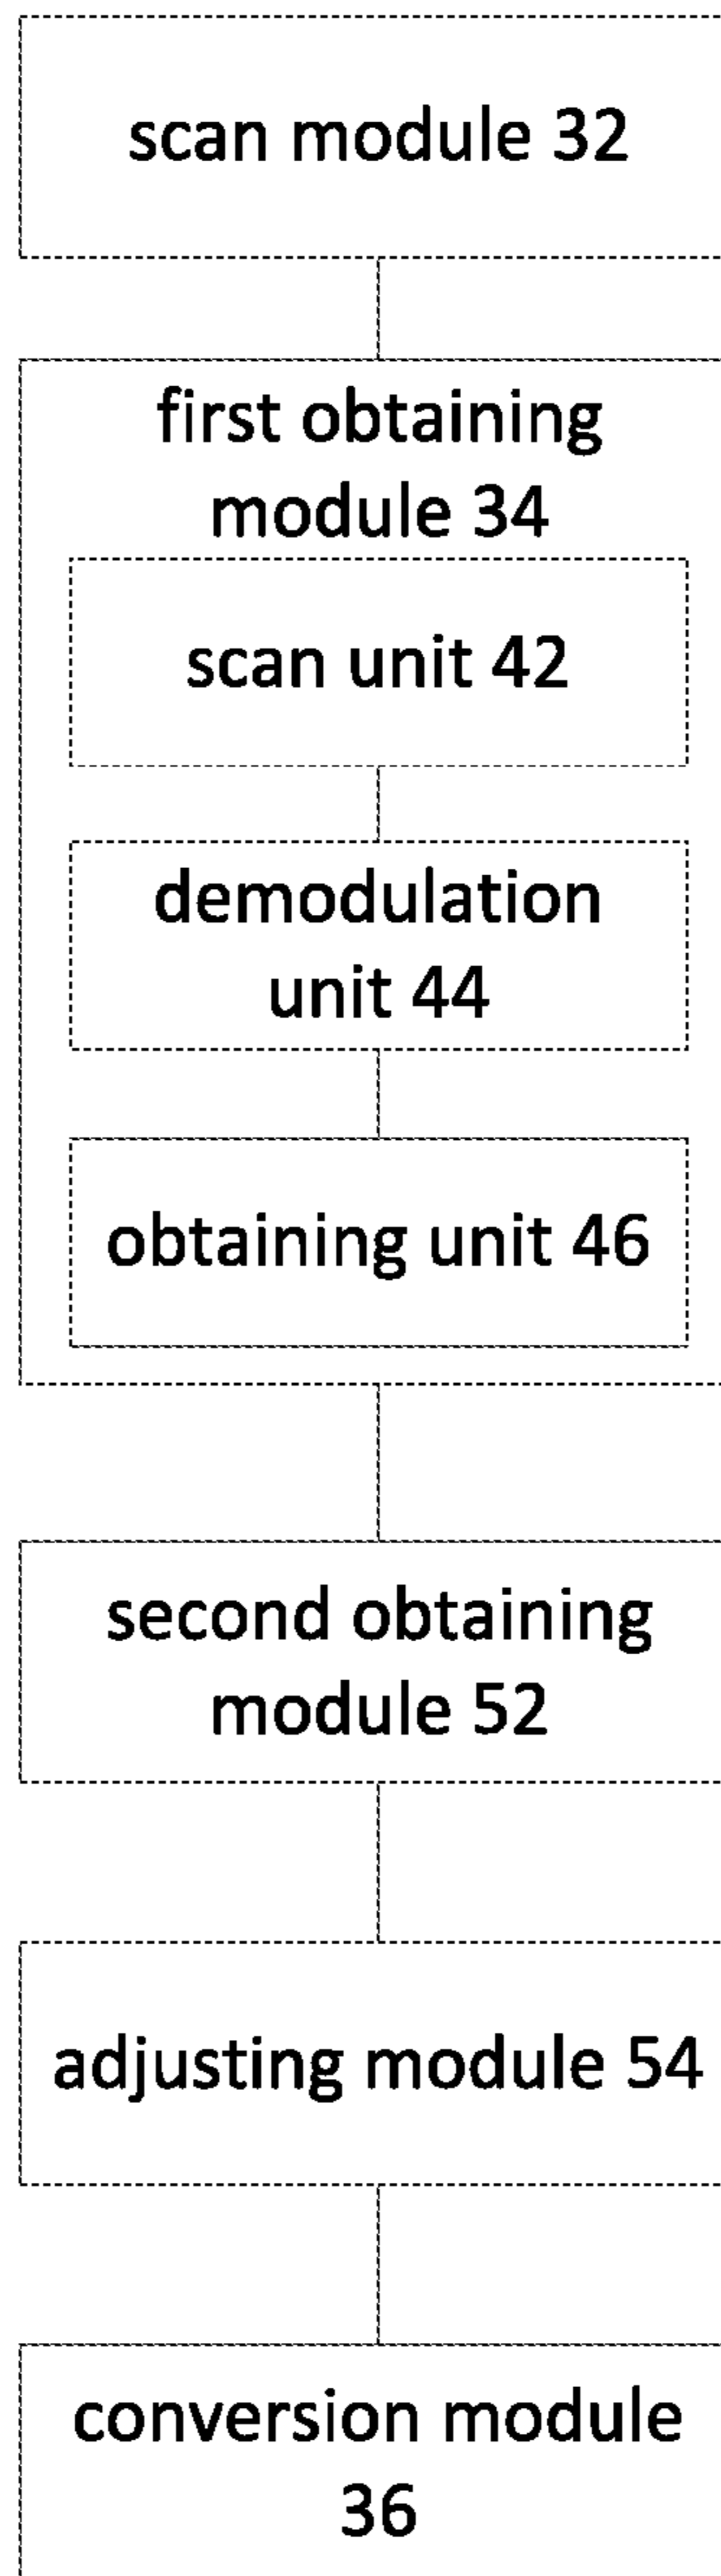 scan module 32
first obtaining
module 34
scan unit 42
demodulation
unit 44
obtaining unit 46
second obtaining
module 52
adjusting module 54
conversion module
36